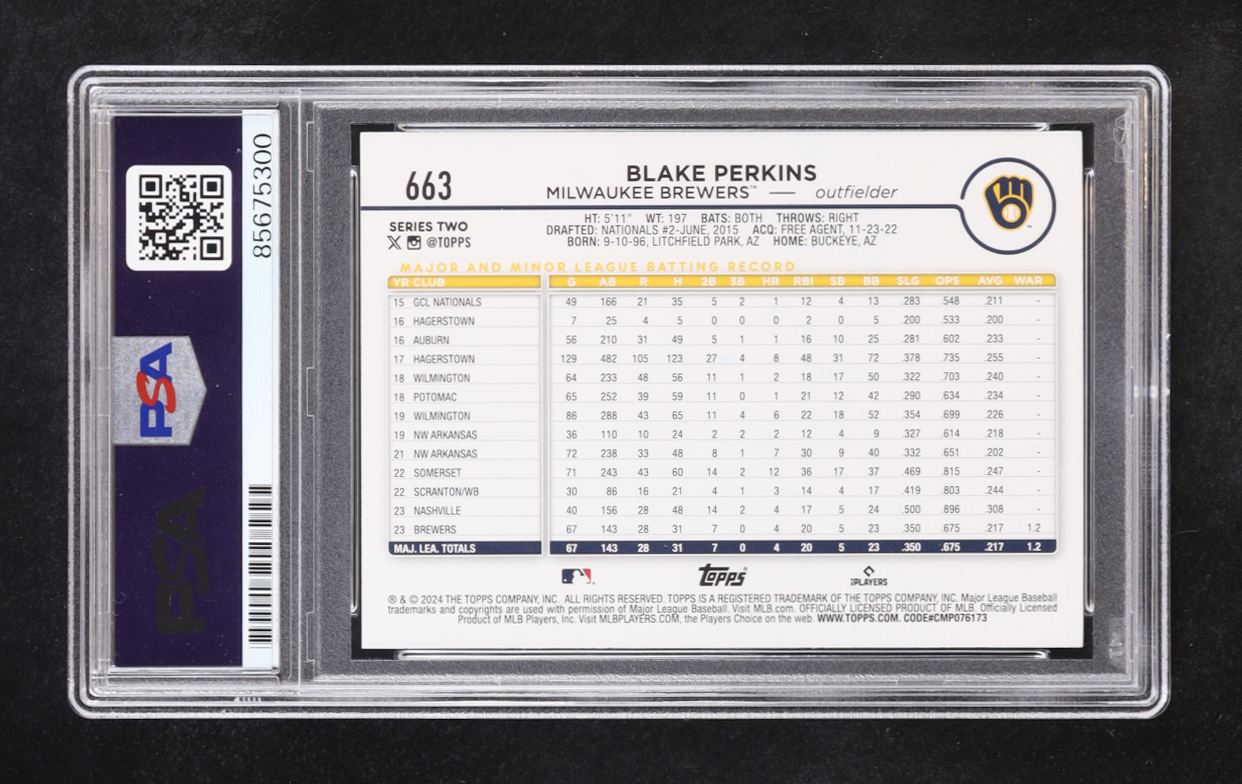 85675300
PSA
PSA
663
BLAKE PERKINS
MILWAUKEE BREWERS™ — outfielder
SERIES TWO
@TOPPS
HT: 5'11" WT: 197 BATS: BOTH THROWS: RIGHT
DRAFTED: NATIONALS #2-JUNE, 2015 ACQ: FREE AGENT, 11-23-22
BORN: 9-10-96, LITCHFIELD PARK, AZ HOME: BUCKEYE, AZ
MAJOR AND MINOR LEAGUE BATTING RECORD
YR CLUB G AB R H 2B 3B HR RBI SB BB SLG OPS AVG WAR
15 GCL NATIONALS 49 166 21 35 5 2 1 12 4 13 .283 .548 .211 -
16 HAGERSTOWN 7 25 4 5 0 0 0 2 0 5 .200 .533 .200 -
16 AUBURN 56 210 31 49 5 1 1 16 10 25 .281 .602 .233 -
17 HAGERSTOWN 129 482 105 123 27 4 8 48 31 72 .378 .735 .255 -
18 WILMINGTON 64 233 48 56 11 1 2 18 17 50 .322 .703 .240 -
18 POTOMAC 65 252 39 59 11 0 1 21 12 42 .290 .634 .234 -
19 WILMINGTON 86 288 43 65 11 4 6 22 18 52 .354 .699 .226 -
19 NW ARKANSAS 36 110 10 24 2 2 2 12 4 9 .327 .614 .218 -
21 NW ARKANSAS 72 238 33 48 8 1 7 30 9 40 .332 .651 .202 -
22 SOMERSET 71 243 43 60 14 2 12 36 17 37 .469 .815 .247 -
22 SCRANTON/WB 30 86 16 21 4 1 3 14 4 17 .419 .803 .244 -
23 NASHVILLE 40 156 28 48 14 2 4 17 5 24 .500 .896 .308 -
23 BREWERS 67 143 28 31 7 0 4 20 5 23 .350 .675 .217 1.2
MAJ. LEA. TOTALS 67 143 28 31 7 0 4 20 5 23 .350 .675 .217 1.2
Topps
PLAYERS
® & © 2024 THE TOPPS COMPANY, INC. ALL RIGHTS RESERVED. TOPPS IS A REGISTERED TRADEMARK OF THE TOPPS COMPANY, INC. Major League Baseball
trademarks and copyrights are used with permission of Major League Baseball. Visit MLB.com. OFFICIALLY LICENSED PRODUCT OF MLB. Officially Licensed
Product of MLB Players, Inc. Visit MLBPLAYERS.COM, the Players Choice on the web. WWW.TOPPS.COM. CODE#CMP076173